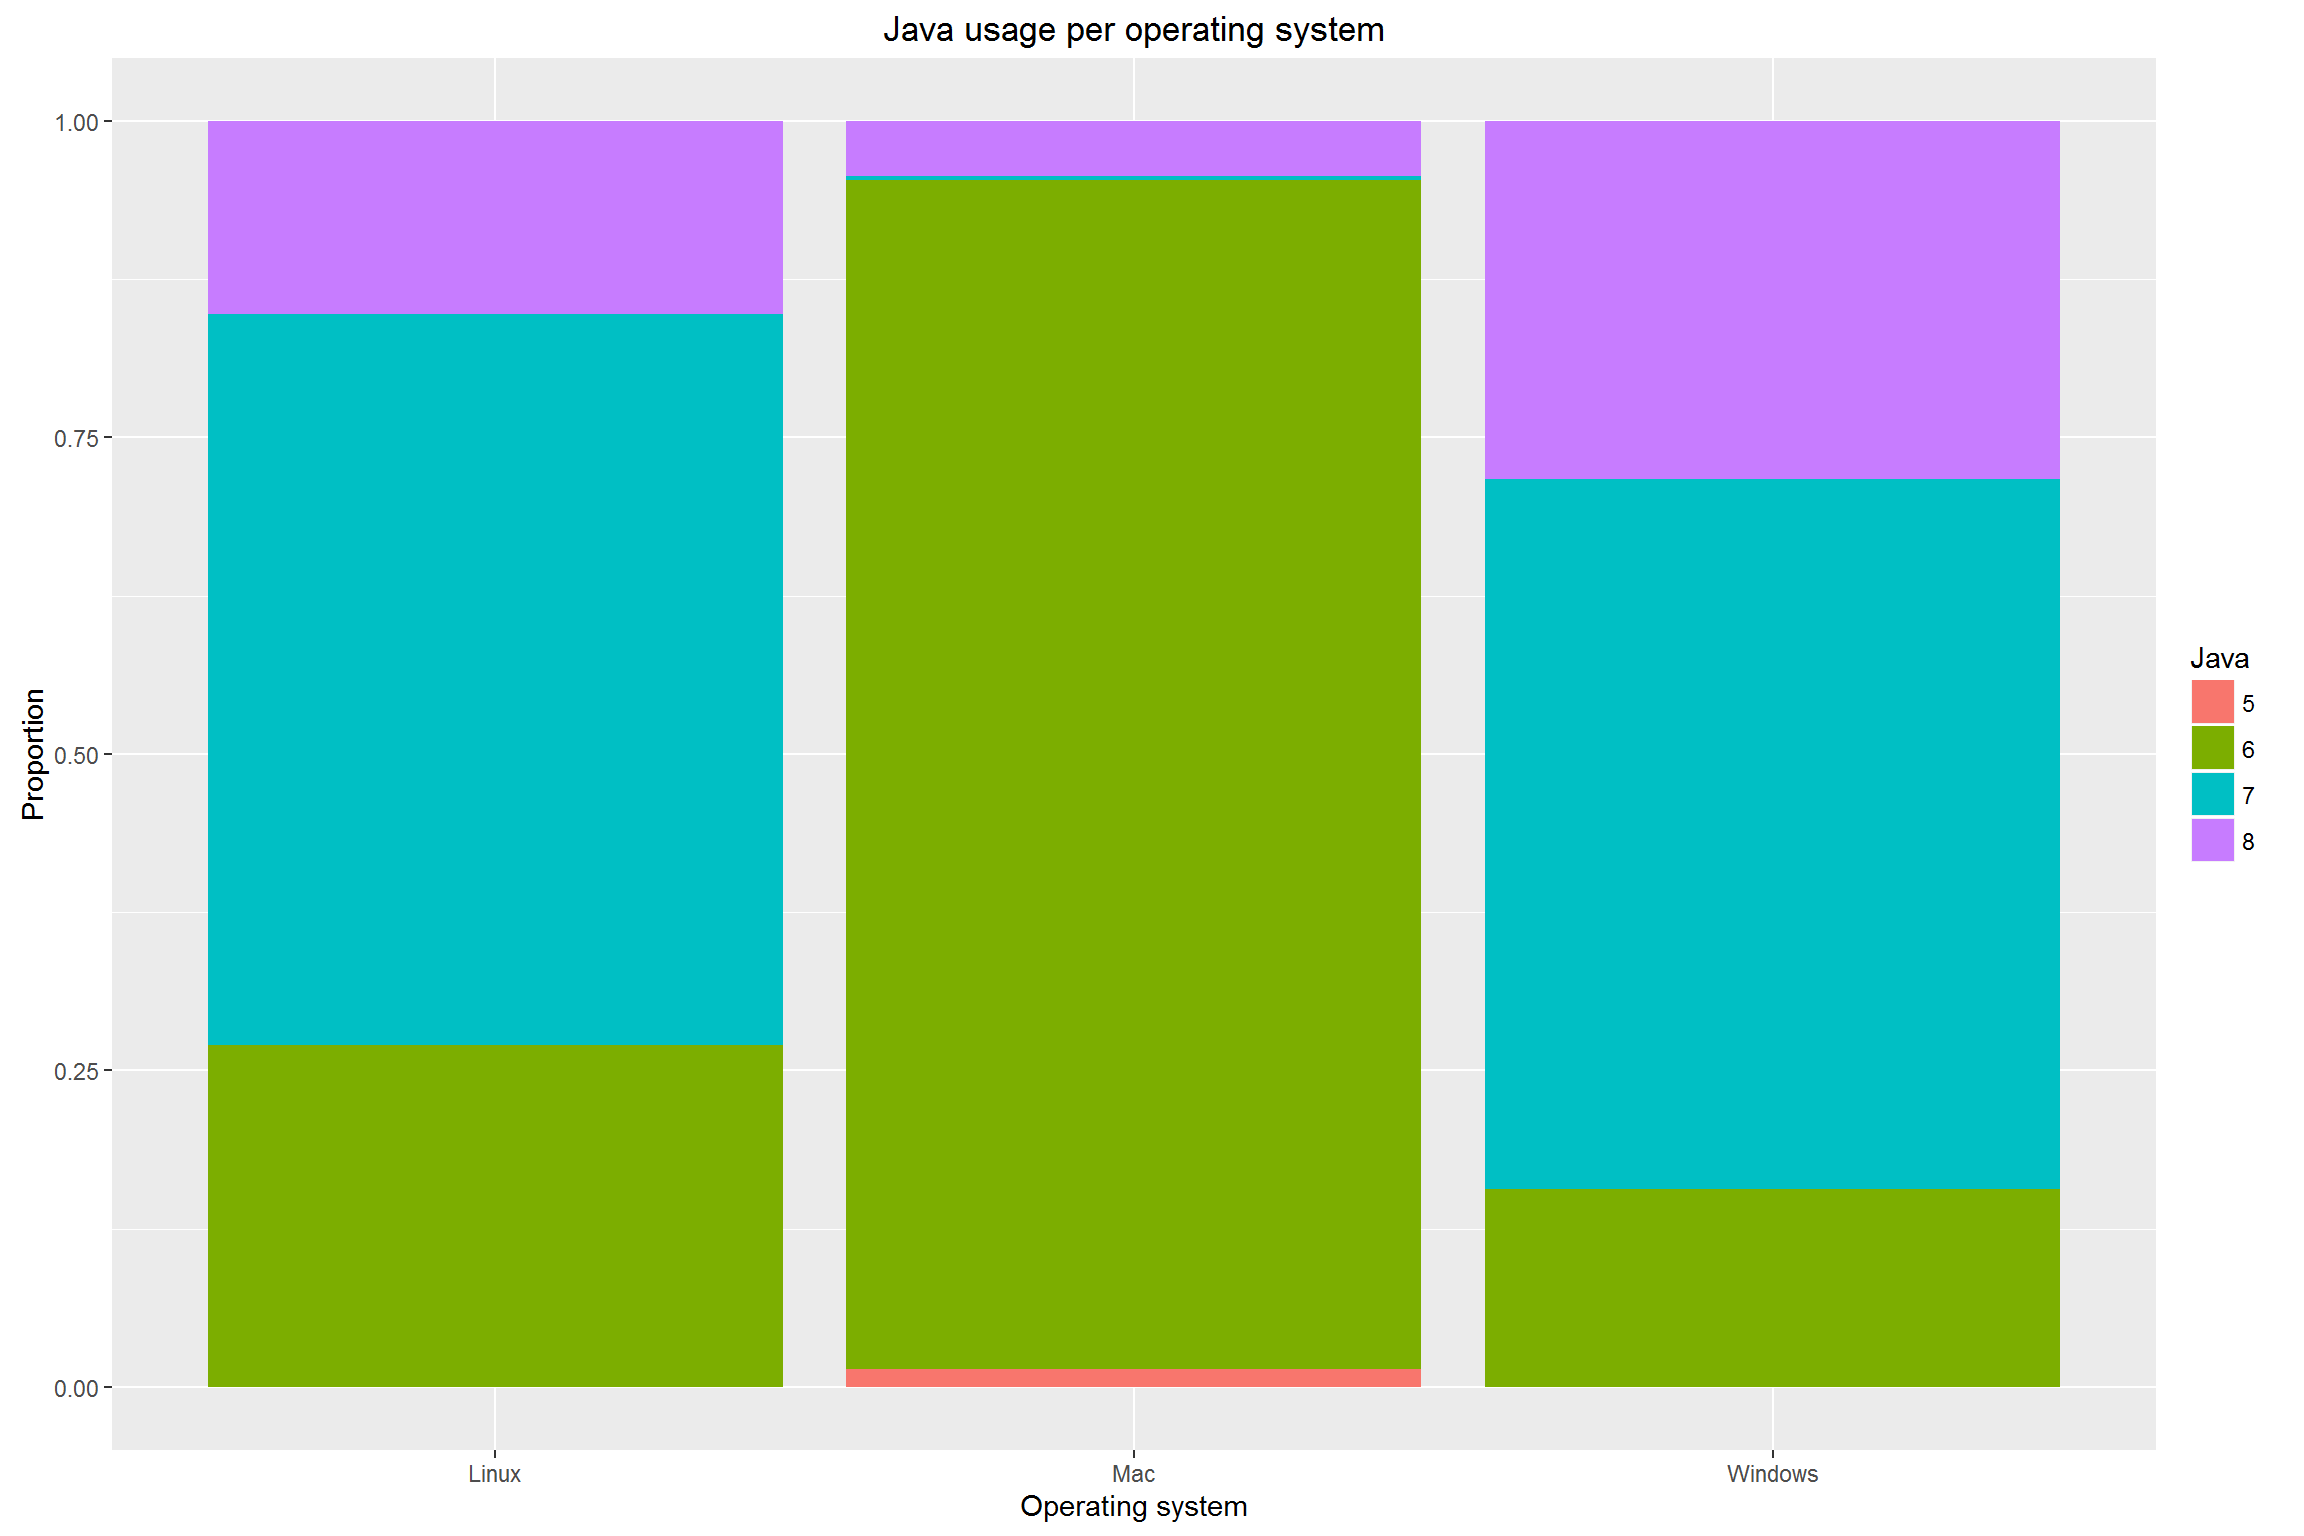 Java usage per operating system
1.00
0.75
0.50
0.25
0.00
Proportion
Linux
Mac
Windows
Operating system
Java
5
6
7
8